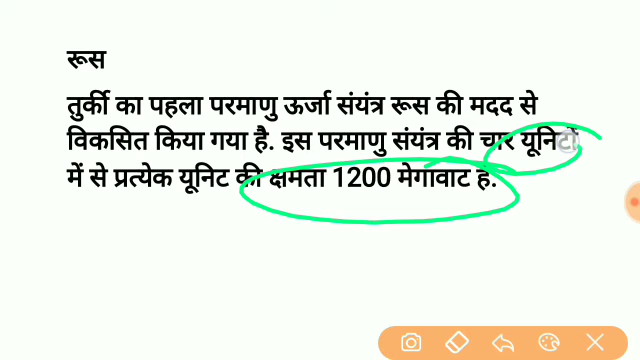 रूस
तुर्की का पहला परमाणु ऊर्जा संयंत्र रूस की मदद से
विकसित किया गया है. इस परमाणु संयंत्र की चार यूनिटों
में से प्रत्येक यूनिट की क्षमता 1200 मेगावाट है.